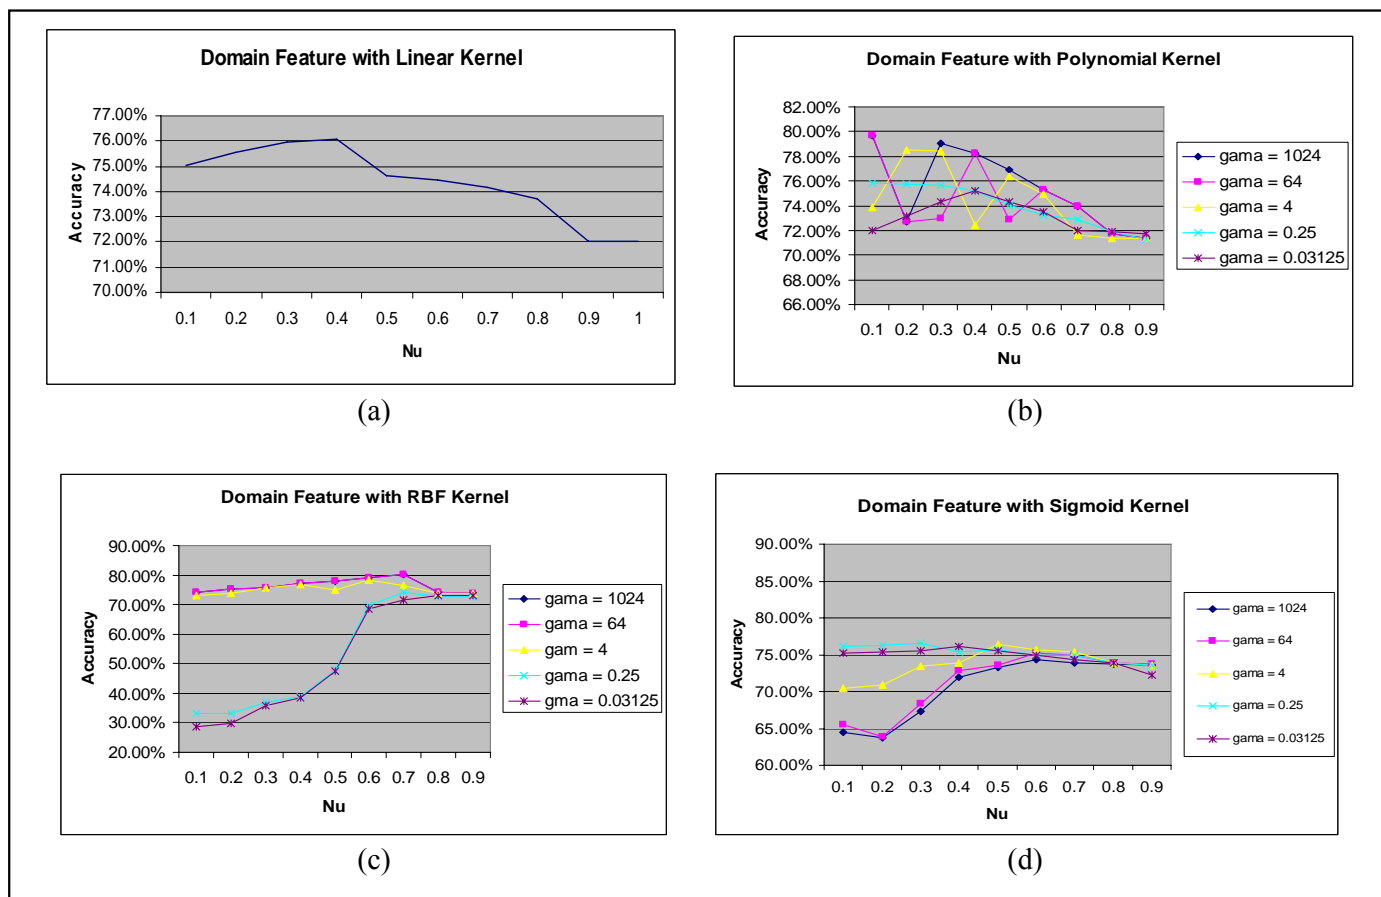 Domain Feature with Linear Kernel
77.00%
76.00%
75.00%
74.00%
73.00%
72.00%
71.00%
70.00%
Accuracy
0.1 0.2 0.3 0.4 0.5 0.6 0.7 0.8 0.9 1
Nu
(a)
Domain Feature with Polynomial Kernel
82.00%
80.00%
78.00%
76.00%
74.00%
72.00%
70.00%
68.00%
66.00%
Accuracy
0.1 0.2 0.3 0.4 0.5 0.6 0.7 0.8 0.9
Nu
gama = 1024
gama = 64
gama = 4
gama = 0.25
gama = 0.03125
(b)
Domain Feature with RBF Kernel
90.00%
80.00%
70.00%
60.00%
50.00%
40.00%
30.00%
20.00%
Accuracy
0.1 0.2 0.3 0.4 0.5 0.6 0.7 0.8 0.9
Nu
gama = 1024
gama = 64
gam = 4
gama = 0.25
gma = 0.03125
(c)
Domain Feature with Sigmoid Kernel
90.00%
85.00%
80.00%
75.00%
70.00%
65.00%
60.00%
Accuracy
0.1 0.2 0.3 0.4 0.5 0.6 0.7 0.8 0.9
Nu
gama = 1024
gama = 64
gama = 4
gama = 0.25
gama = 0.03125
(d)